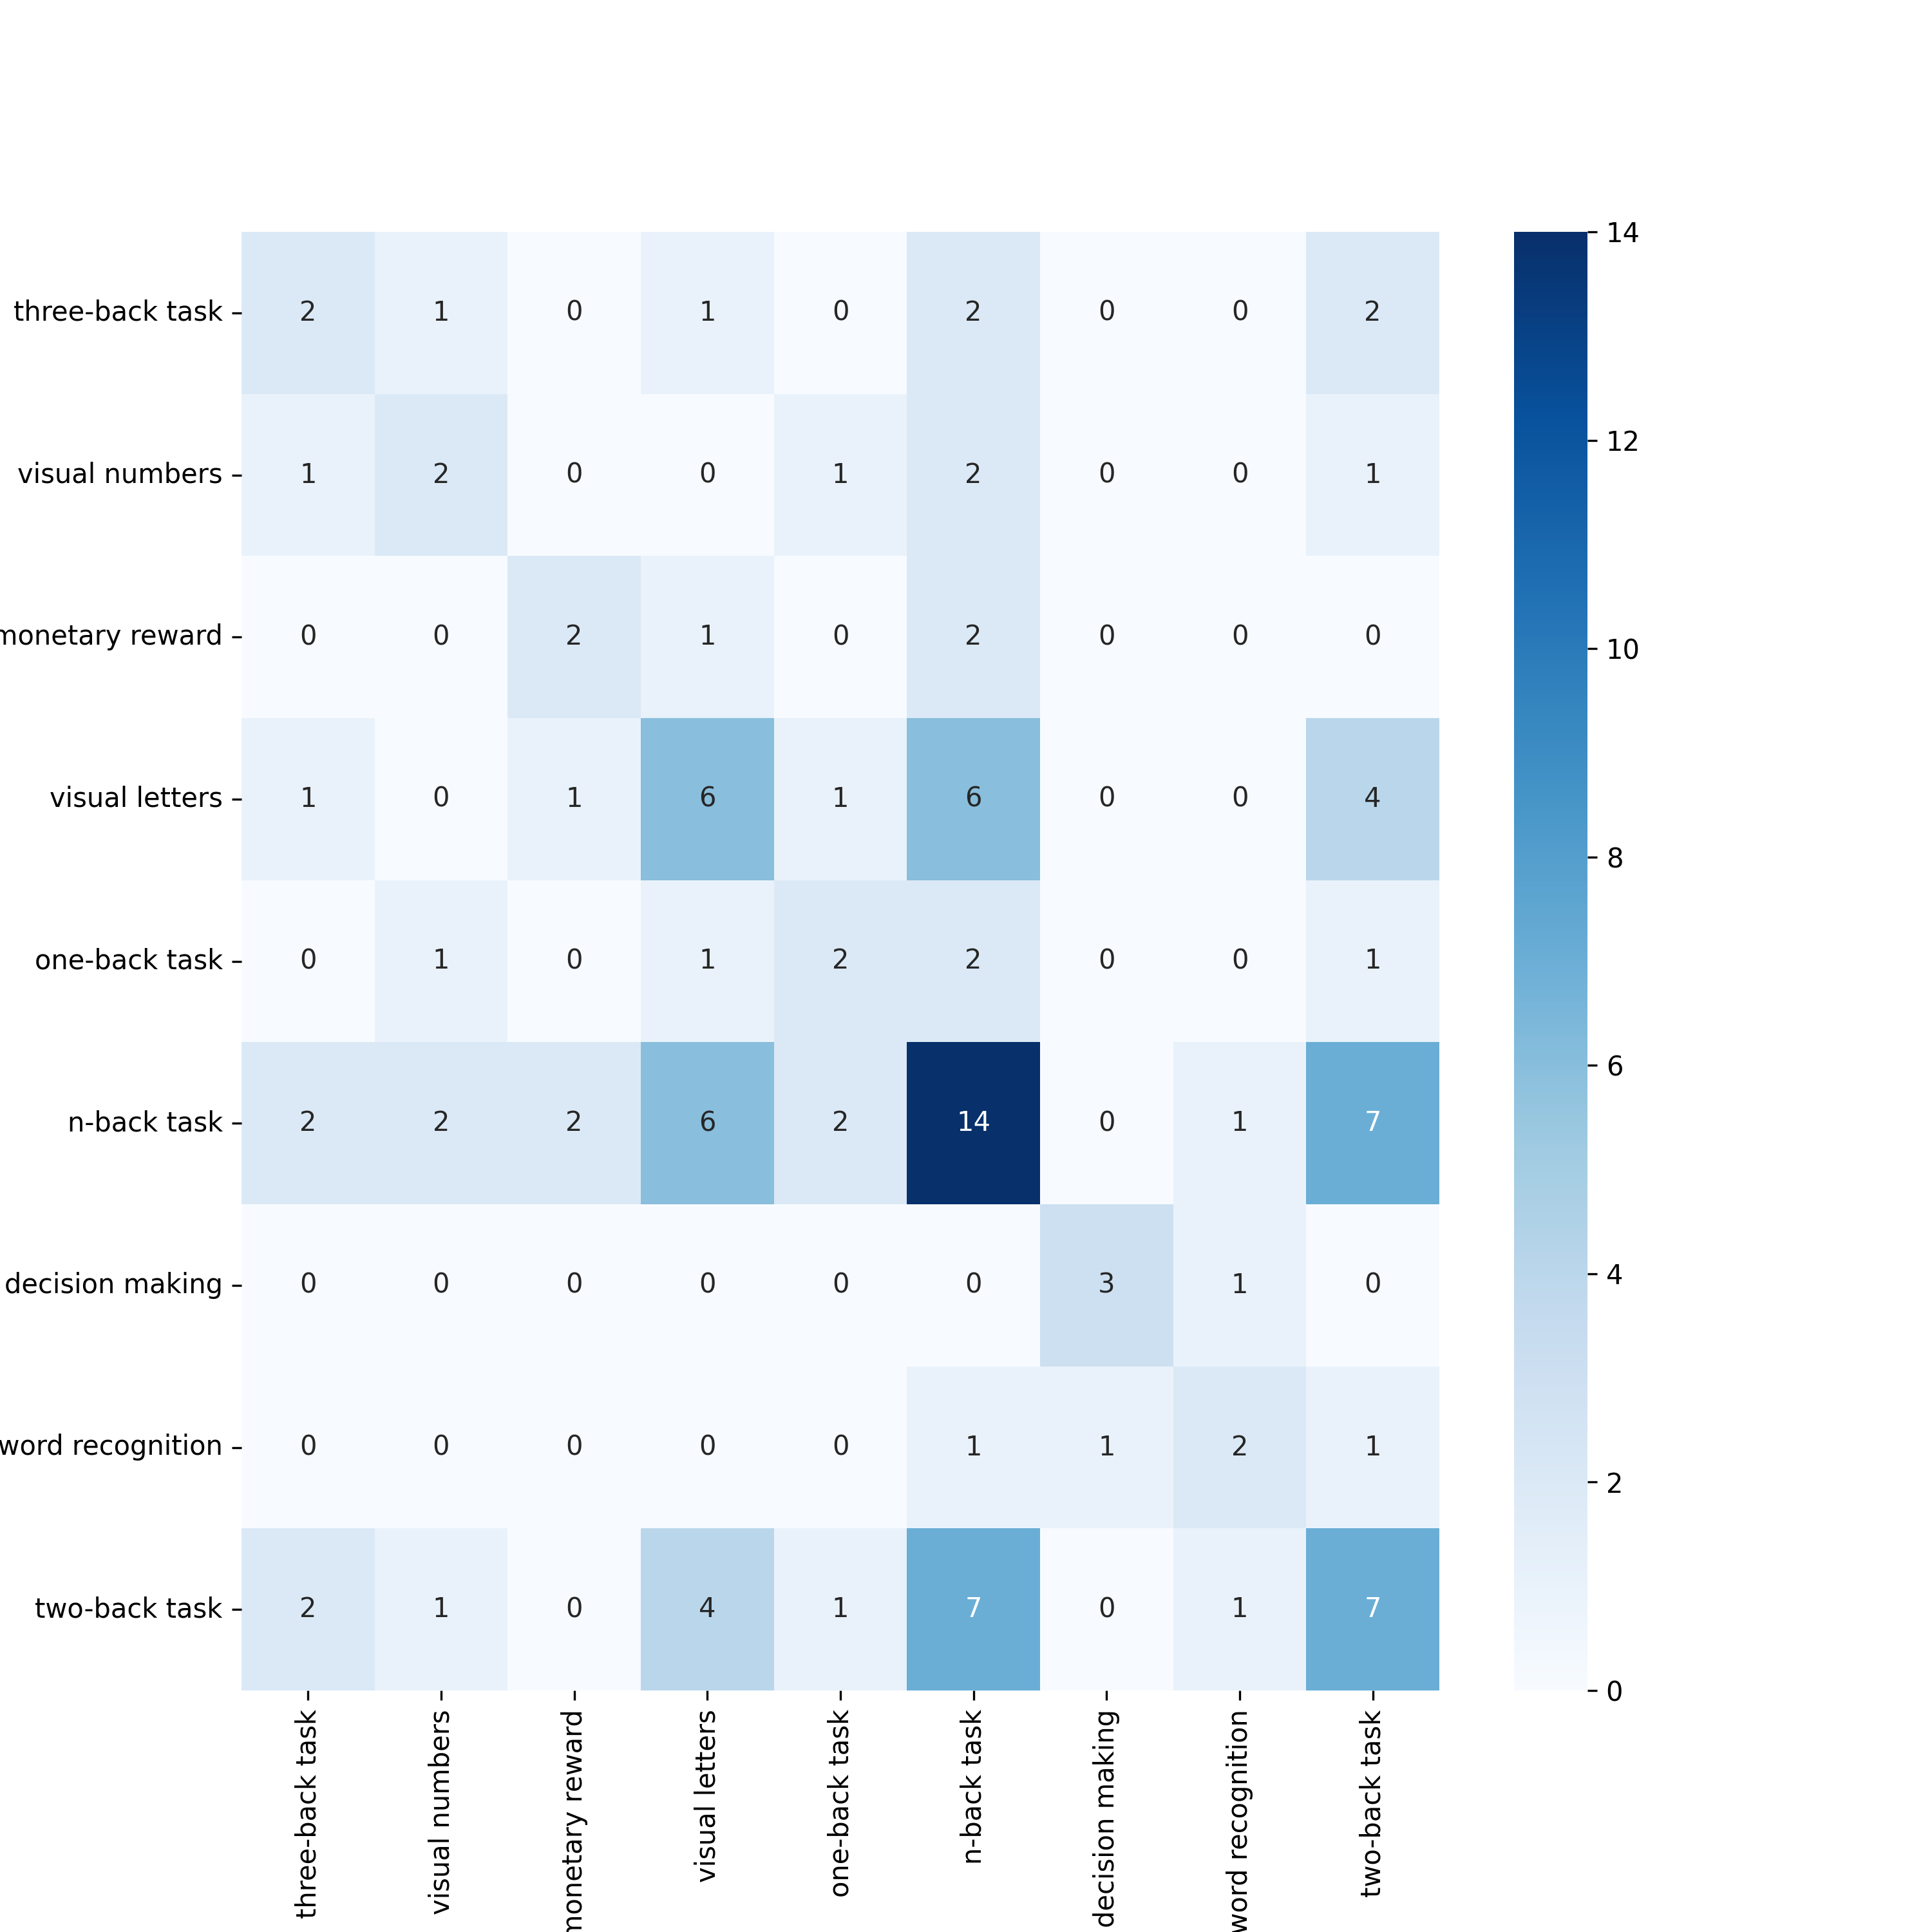 14
three-back task 2 1 0 1 0 2 0 0 2
12
visual numbers 1 2 0 0 1 2 0 0 1
monetary reward 0 0 2 1 0 2 0 0 0
10
visual letters 1 0 1 6 1 6 0 0 4
8
one-back task 0 1 0 1 2 2 0 0 1
6
n-back task 2 2 2 6 2 14 0 1 7
4
decision making 0 0 0 0 0 0 3 1 0
word recognition 0 0 0 0 0 1 1 2 1
2
two-back task 2 1 0 4 1 7 0 1 7
0
three-back task
visual numbers
monetary reward
visual letters
one-back task
n-back task
decision making
word recognition
two-back task